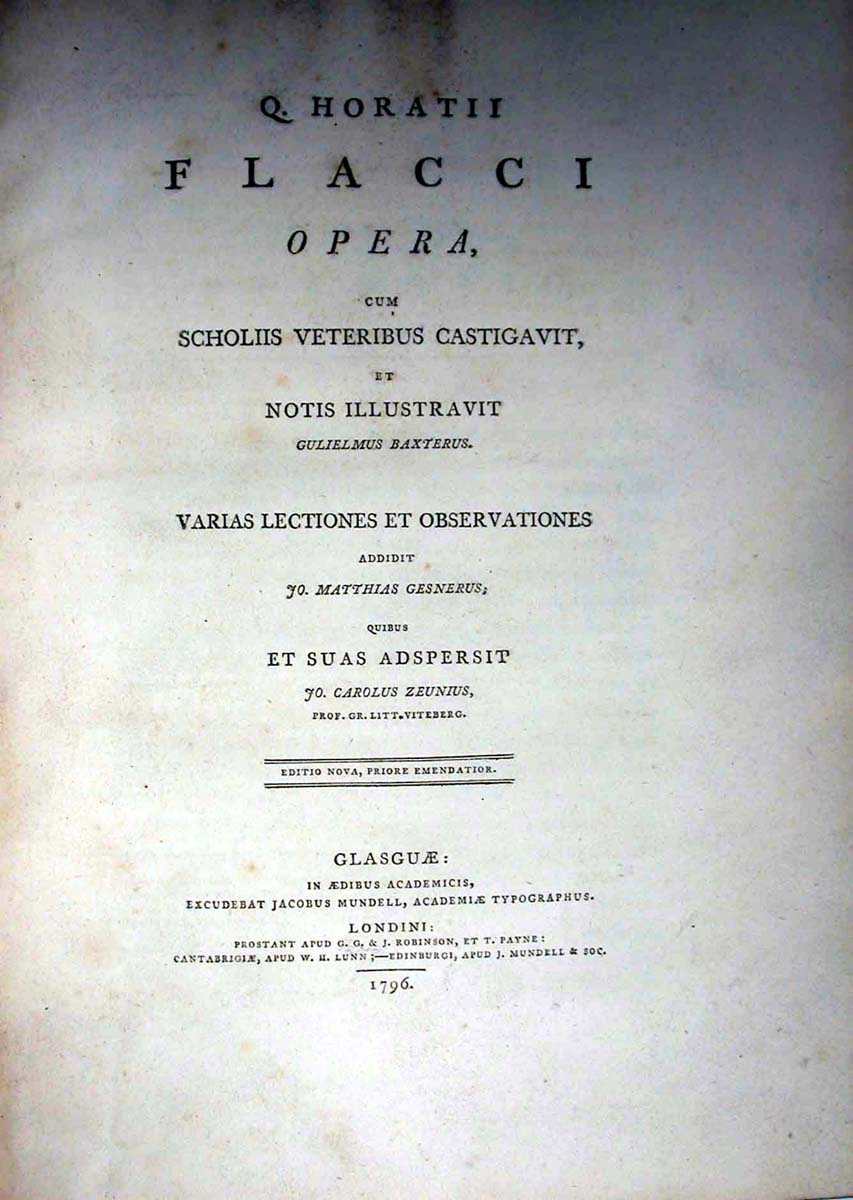 Q. HORATII
FLACCI
OPERA,
CUM
SCHOLIIS VETERIBUS CASTIGAVIT,
ET
NOTIS ILLUSTRAVIT
GULIELMUS BAXTERUS.
VARIAS LECTIONES ET OBSERVATIONES
ADDIDIT
JO. MATTHIAS GESNERUS;
QUIBUS
ET SUAS ADSPERSIT
JO. CAROLUS ZEUNIUS,
PROF. GR. LITT. VITEBERG.
EDITIO NOVA, PRIORE EMENDATIOR.
GLASGUÆ:
IN ÆDIBUS ACADEMICIS,
EXCUDEBAT JACOBUS MUNDELL, ACADEMIÆ TYPOGRAPHUS.
LONDINI:
PROSTANT APUD G. G. & J. ROBINSON, ET T. PAYNE:
CANTABRIGIÆ, APUD W. H. LUNN;—EDINBURGI, APUD J. MUNDELL & SOC.
1796.